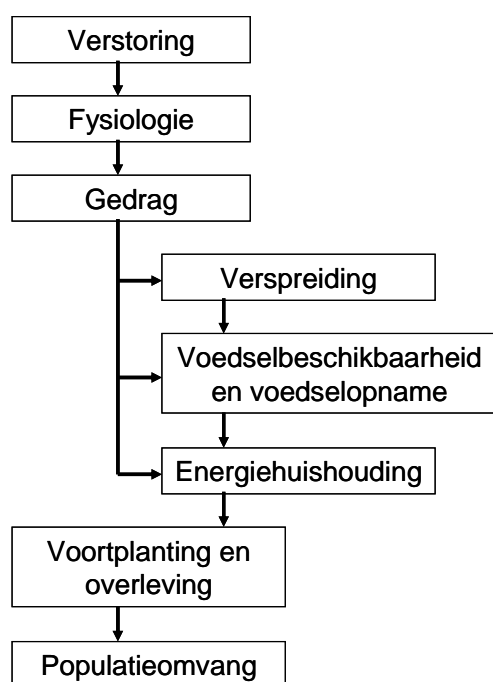 Verstoring
Fysiologie
Gedrag
Verspreiding
Voedselbeschikbaarheid
en voedselopname
Energiehuishouding
Voortplanting en
overleving
Populatieomvang